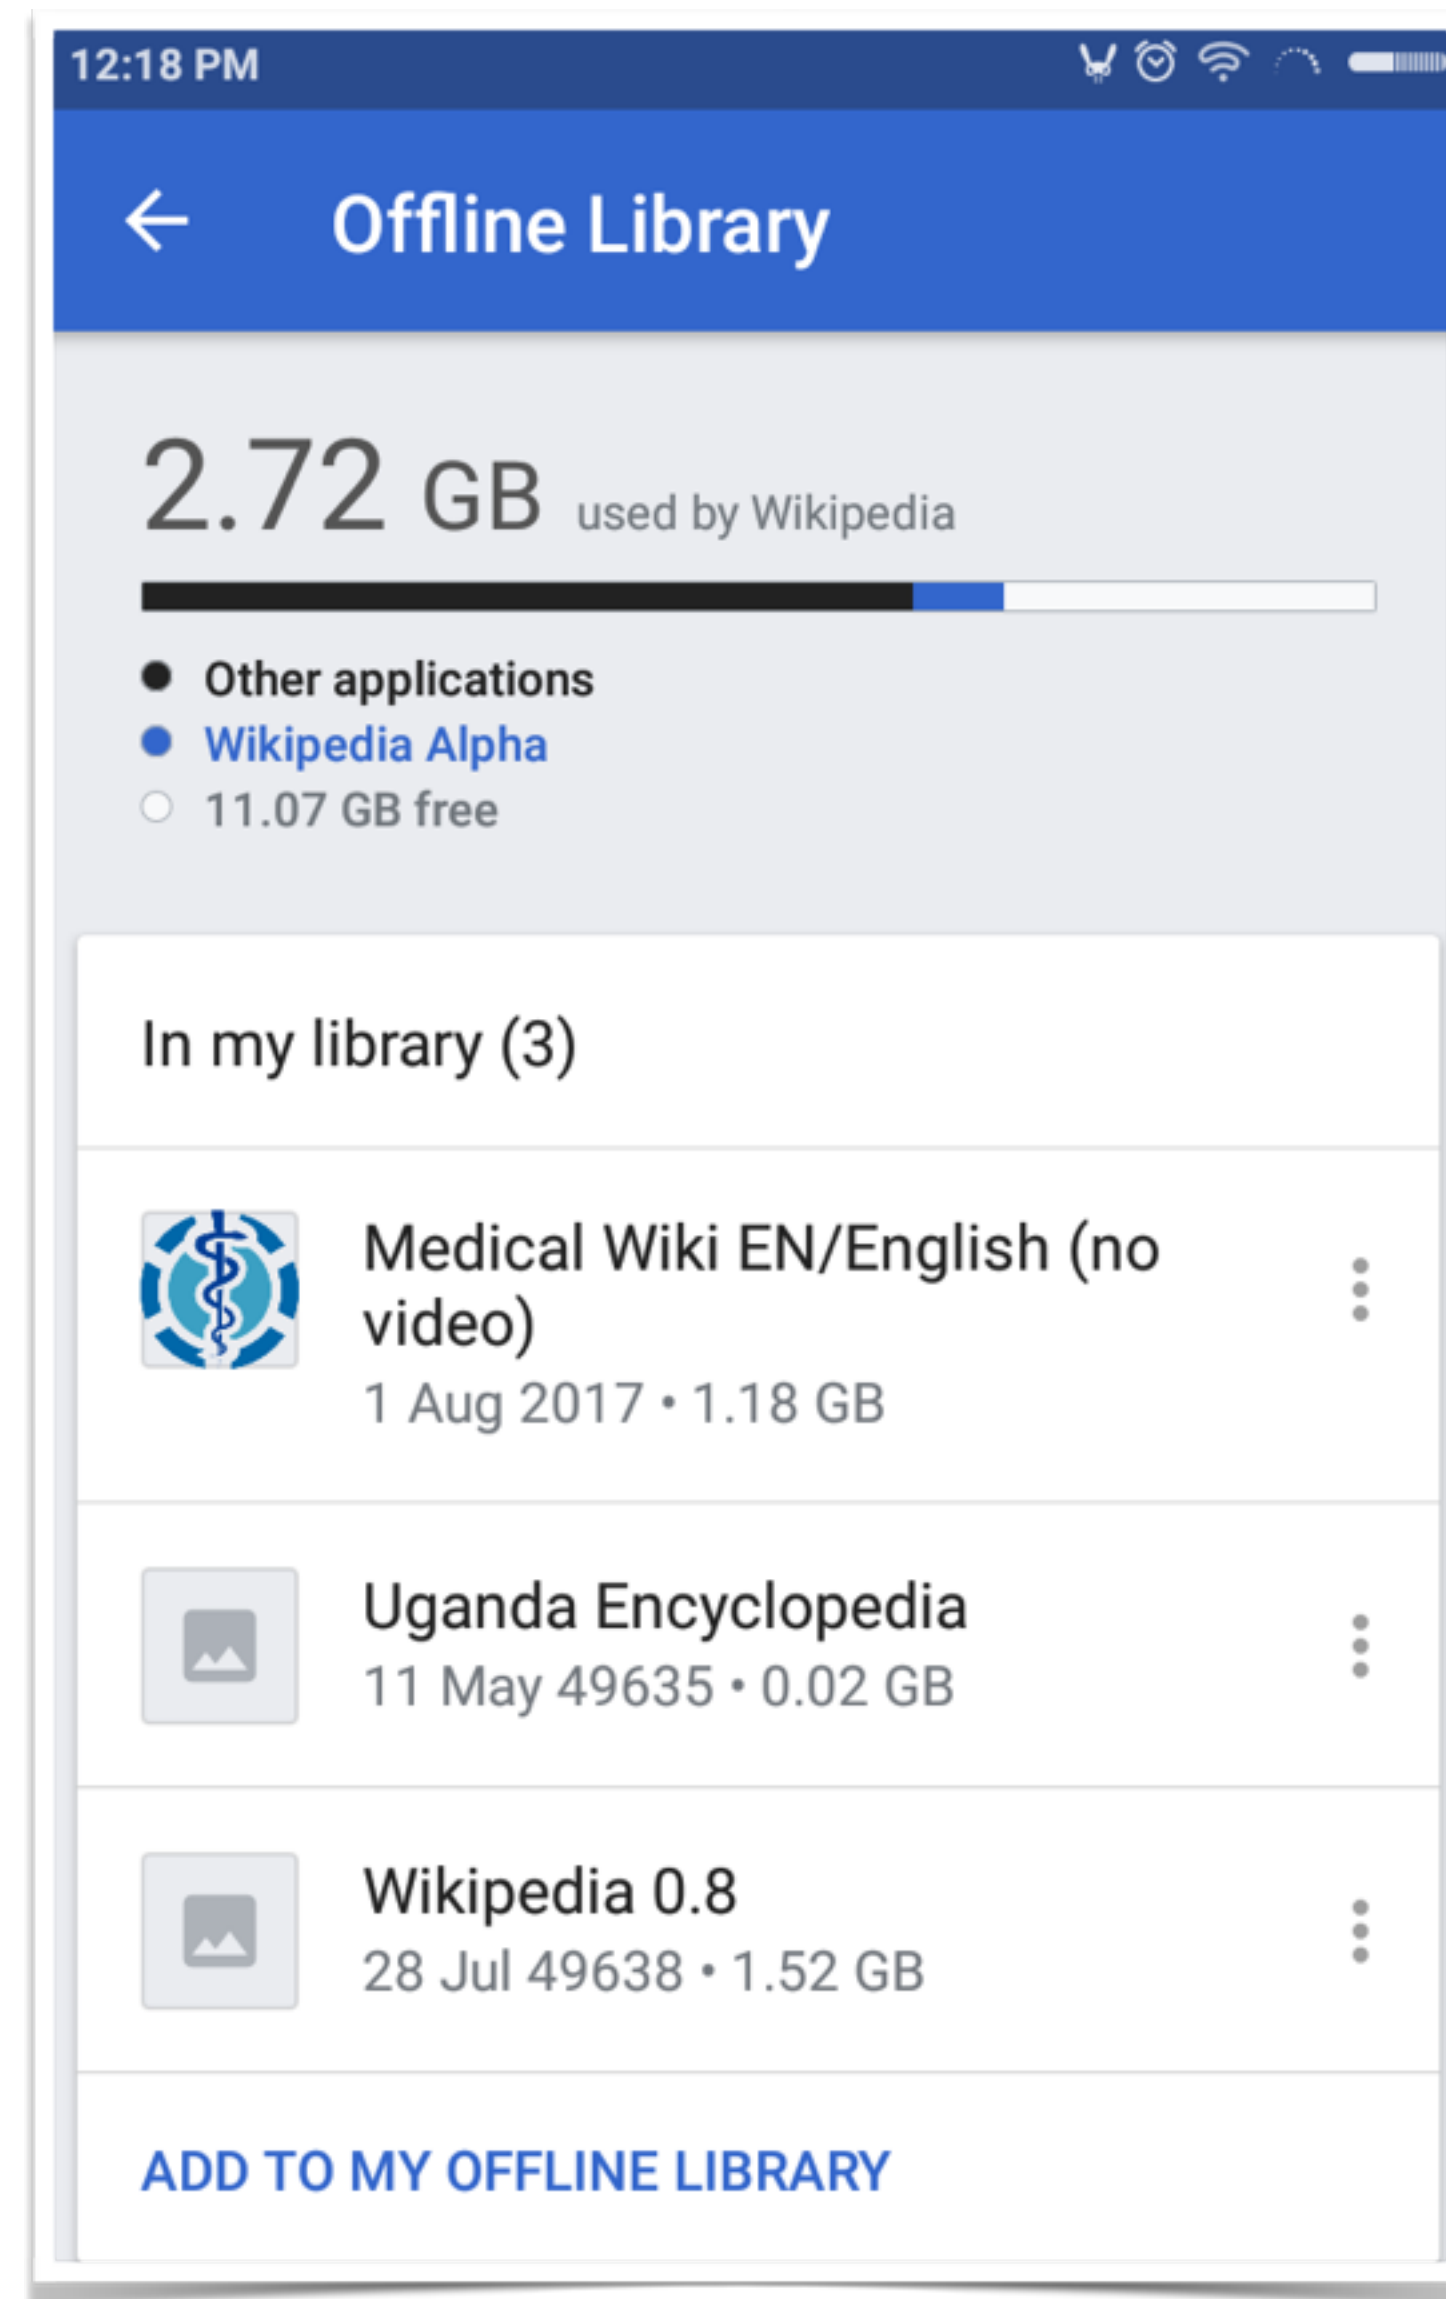 12:18 PM
Offline Library
2.72 GB used by Wikipedia
Other applications
Wikipedia Alpha
11.07 GB free
In my library (3)
Medical Wiki EN/English (no
video)
1 Aug 2017 • 1.18 GB
Uganda Encyclopedia
11 May 49635 • 0.02 GB
Wikipedia 0.8
28 Jul 49638 • 1.52 GB
ADD TO MY OFFLINE LIBRARY